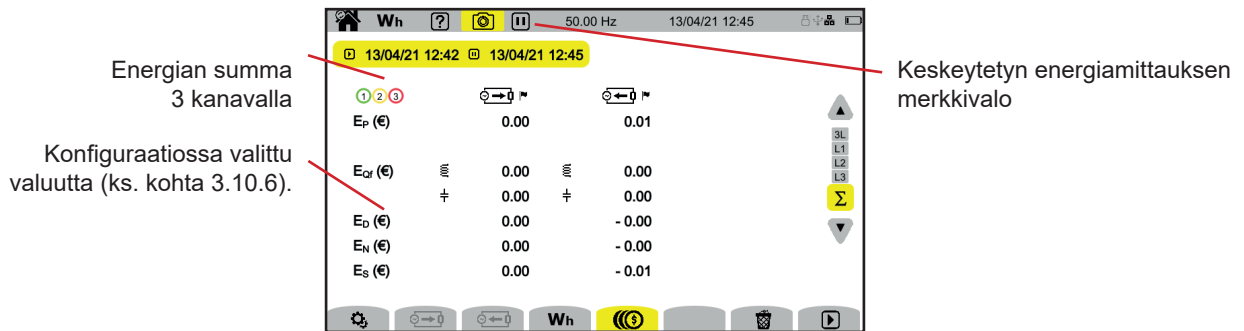 Wh ? 50.00 Hz 13/04/21 12:45
13/04/21 12:42 13/04/21 12:45
Energian summa
3 kanavalla
Keskeytetyn energiamittauksen
merkkivalo
1 2 3
EP (€) 0.00 0.01
3L
L1
L2
L3
Σ
Konfiguraatiossa valittu
valuutta (ks. kohta 3.10.6).
EQf (€) 0.00 0.00
0.00 0.00
ED (€) 0.00 - 0.00
EN (€) 0.00 - 0.00
ES (€) 0.00 - 0.01
Wh $